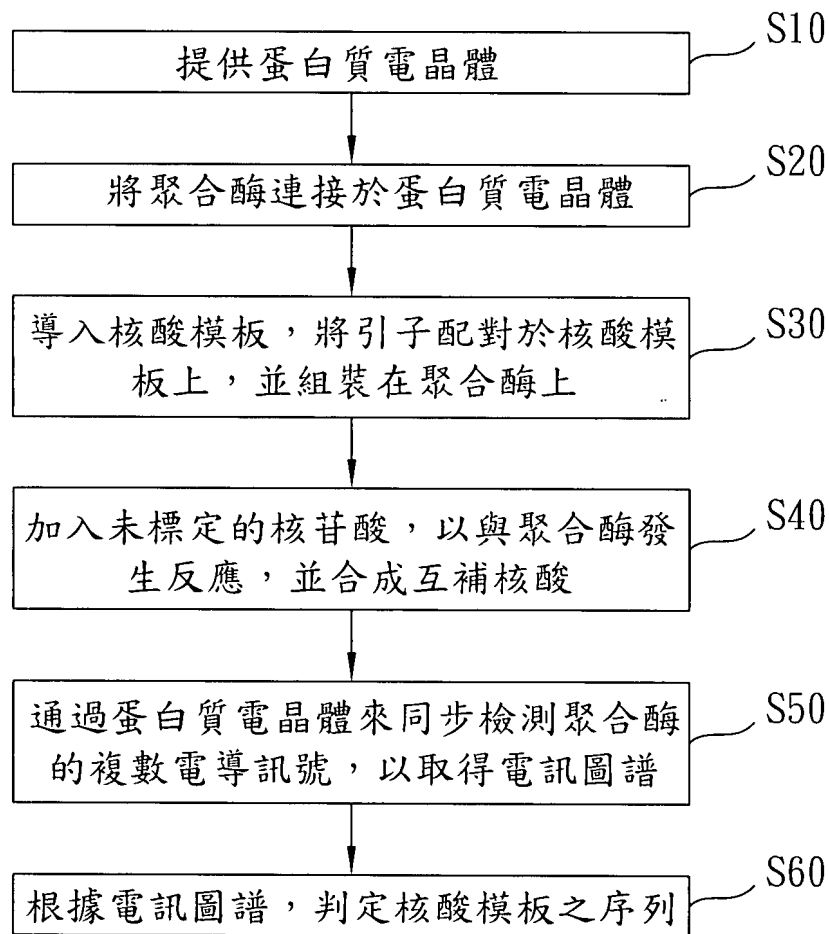 S10
提供蛋白質電晶體
S20
將聚合酶連接於蛋白質電晶體
S30
導入核酸模板，將引子配對於核酸模
板上，並組裝在聚合酶上
S40
加入未標定的核苷酸，以與聚合酶發
生反應，並合成互補核酸
S50
通過蛋白質電晶體來同步檢測聚合酶
的複數電導訊號，以取得電訊圖譜
S60
根據電訊圖譜，判定核酸模板之序列